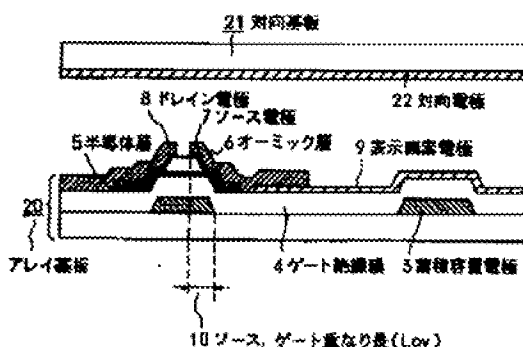 21 対向基板
22 対向電極
8 ドレイン電極
7 ソース電極
6 オーミック層
5 半導体層
9 表示画素電極
20
アレイ基板
4 ゲート絶縁膜
3 蓄積容量電極
10 ソース, ゲート重なり長(Lov)